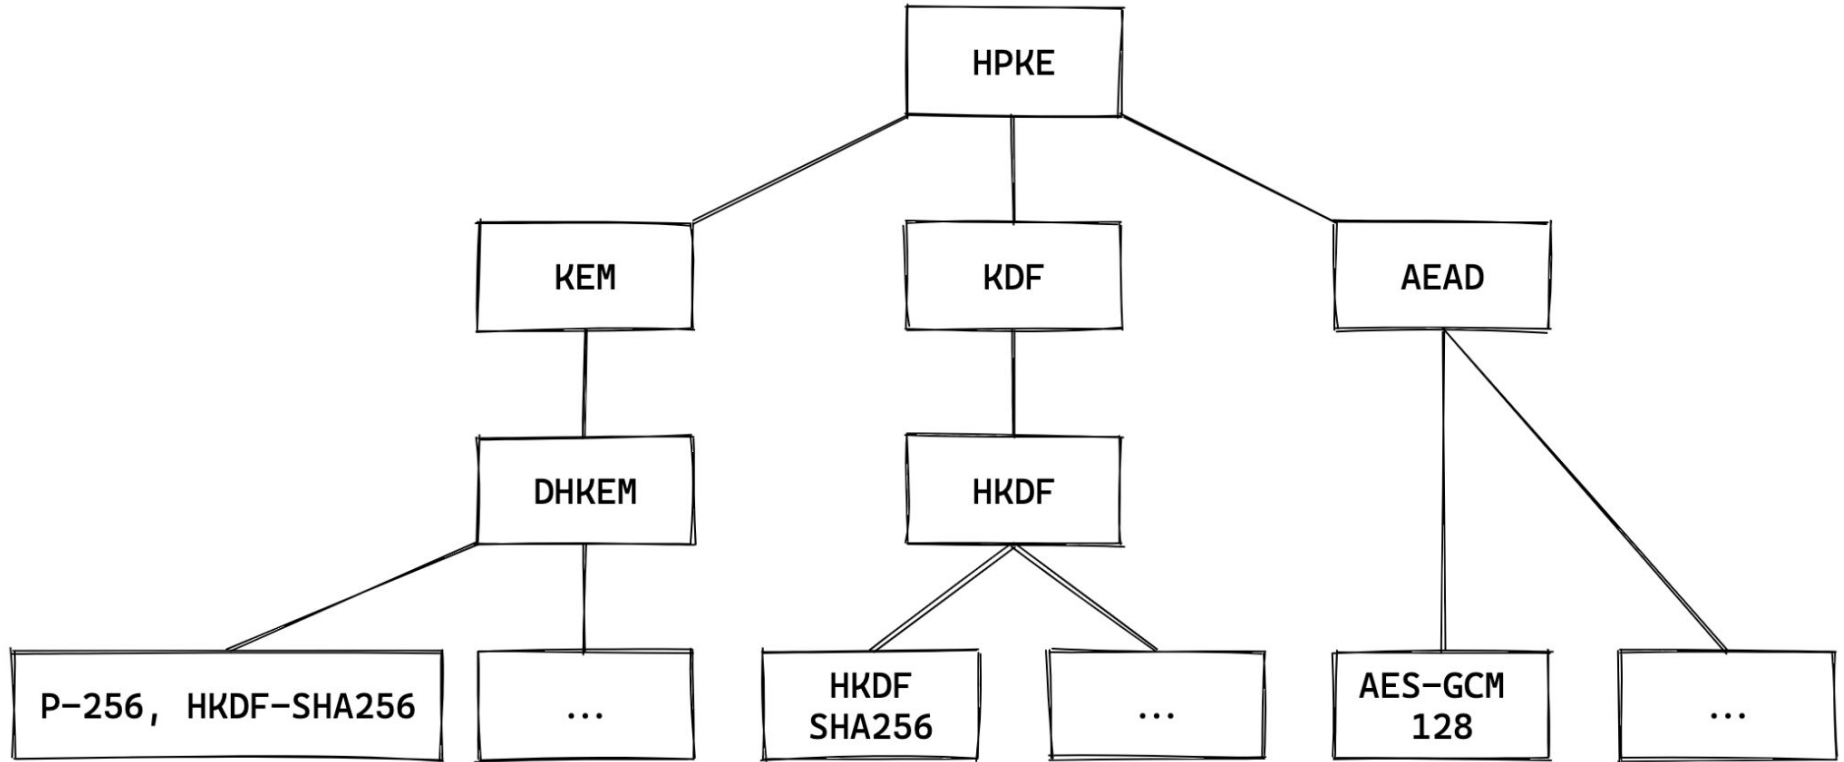 HPKE
KEM
KDF
AEAD
DHKEM
HKDF
P-256, HKDF-SHA256
...
HKDF
SHA256
...
AES-GCM
128
...